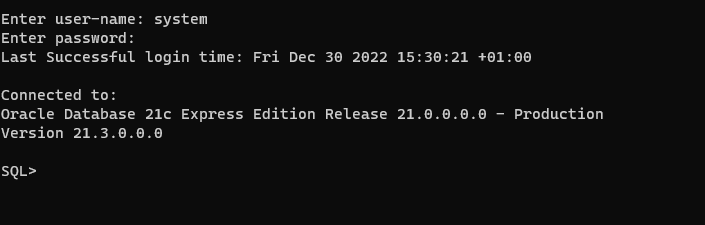 Enter user-name: system
Enter password:
Last Successful login time: Fri Dec 30 2022 15:30:21 +01:00
Connected to:
Oracle Database 21c Express Edition Release 21.0.0.0.0 - Production
Version 21.3.0.0.0
SQL>